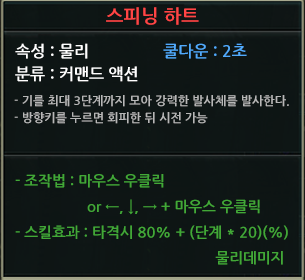 스피닝 하트
속성 : 물리 쿨다운 : 2초
분류 : 커맨드 액션
- 기를 최대 3단계까지 모아 강력한 발사체를 발사한다.
- 방향키를 누르면 회피한 뒤 시전 가능
- 조작법 : 마우스 우클릭
or ←, ↓, → + 마우스 우클릭
- 스킬효과 : 타격시 80% + (단계 * 20)(%)
물리데미지